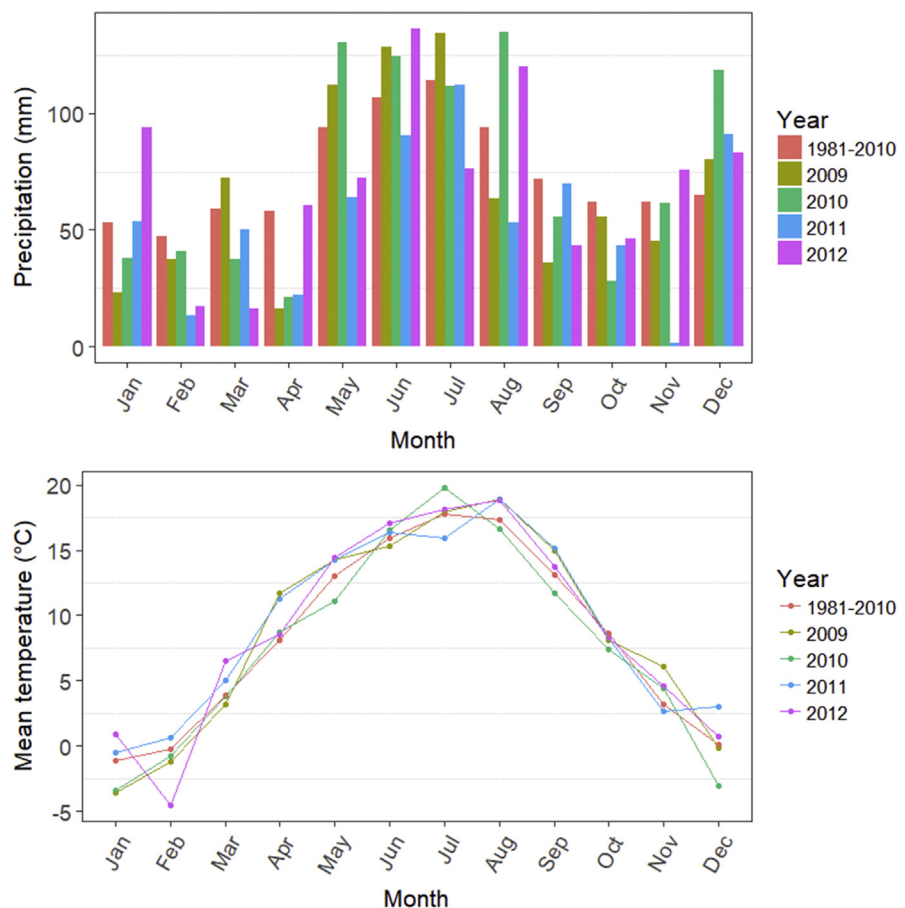 Precipitation (mm)
100
50
0
Jan Feb Mar Apr May Jun Jul Aug Sep Oct Nov Dec
Month
Year
1981-2010
2009
2010
2011
2012
Mean temperature (°C)
20
15
10
5
0
-5
Jan Feb Mar Apr May Jun Jul Aug Sep Oct Nov Dec
Month
Year
1981-2010
2009
2010
2011
2012